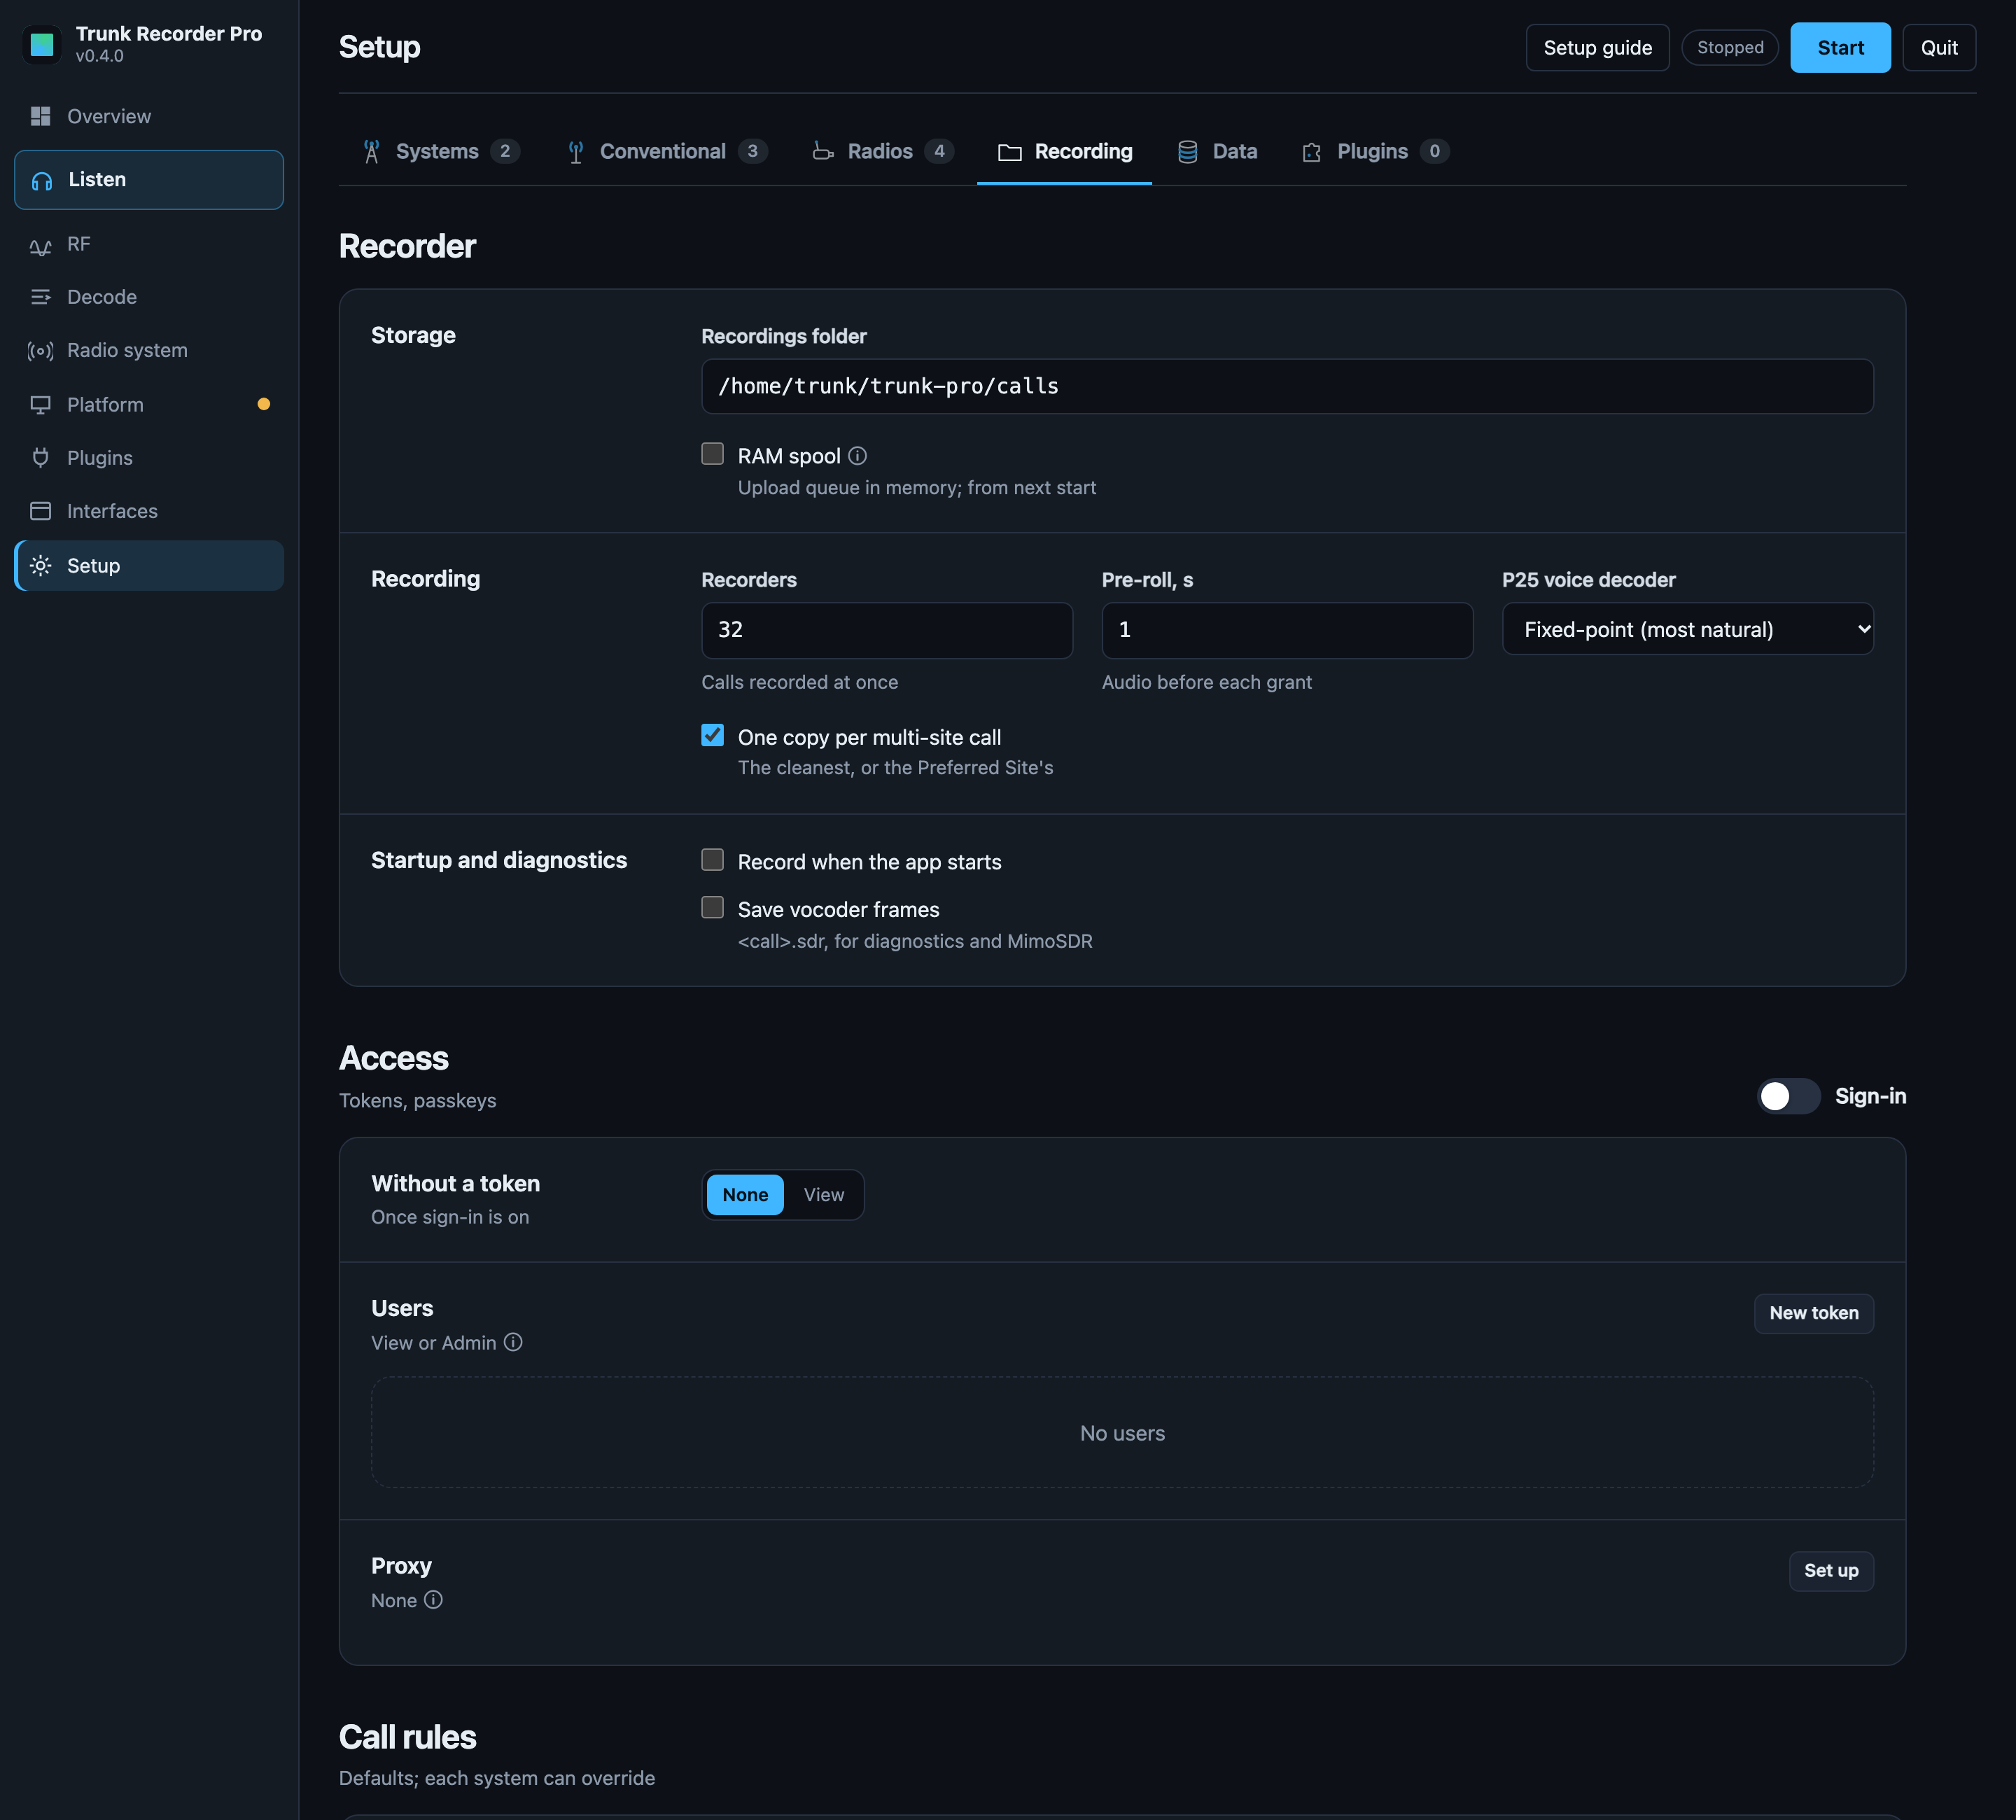 Trunk Recorder Pro
v0.4.0
Overview
Listen
RF
Decode
Radio system
Platform
Plugins
Interfaces
Setup
Setup
Setup guide
Stopped
Start
Quit
Systems 2
Conventional 3
Radios 4
Recording
Data
Plugins 0
Recorder
Storage
Recordings folder
/home/trunk/trunk-pro/calls
RAM spool
Upload queue in memory; from next start
Recording
Recorders
32
Calls recorded at once
Pre-roll, s
1
Audio before each grant
P25 voice decoder
Fixed-point (most natural)
One copy per multi-site call
The cleanest, or the Preferred Site's
Startup and diagnostics
Record when the app starts
Save vocoder frames
<call>.sdr, for diagnostics and MimoSDR
Access
Tokens, passkeys
Sign-in
Without a token
Once sign-in is on
None
View
Users
View or Admin
New token
No users
Proxy
None
Set up
Call rules
Defaults; each system can override